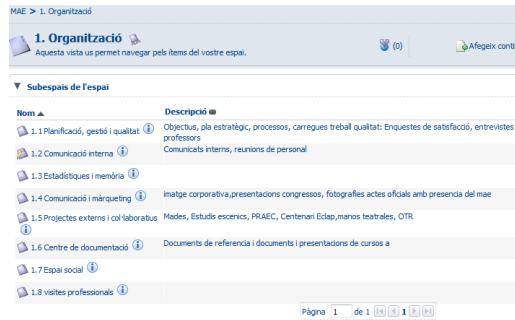 MAE > 1. Organització
1. Organització
Aquesta vista us permet navegar pels ítems del vostre espai.
(0)
Afegeix conti
Subespais de l'espai
Nom
Descripció
1.1 Planificació, gestió i qualitat
Objectius, pla estratègic, processos, carregues treball qualitat: Enquestes de satisfacció, entrevistes
professors
1.2 Comunicació interna
Comunicats interns, reunions de personal
1.3 Estadístiques i memòria
1.4 Comunicació i màrqueting
imatge corporativa,presentacions congressos, fotografies actes oficials amb presencia del mae
1.5 Projectes externs i col·laboratius
Mades, Estudis escenics, PRAEC, Centenari Eclap,manos teatrales, OTR
1.6 Centre de documentació
Documents de referencia i documents i presentacions de cursos a
1.7 Espai social
1.8 visites professionals
Pàgina 1 de 1 1